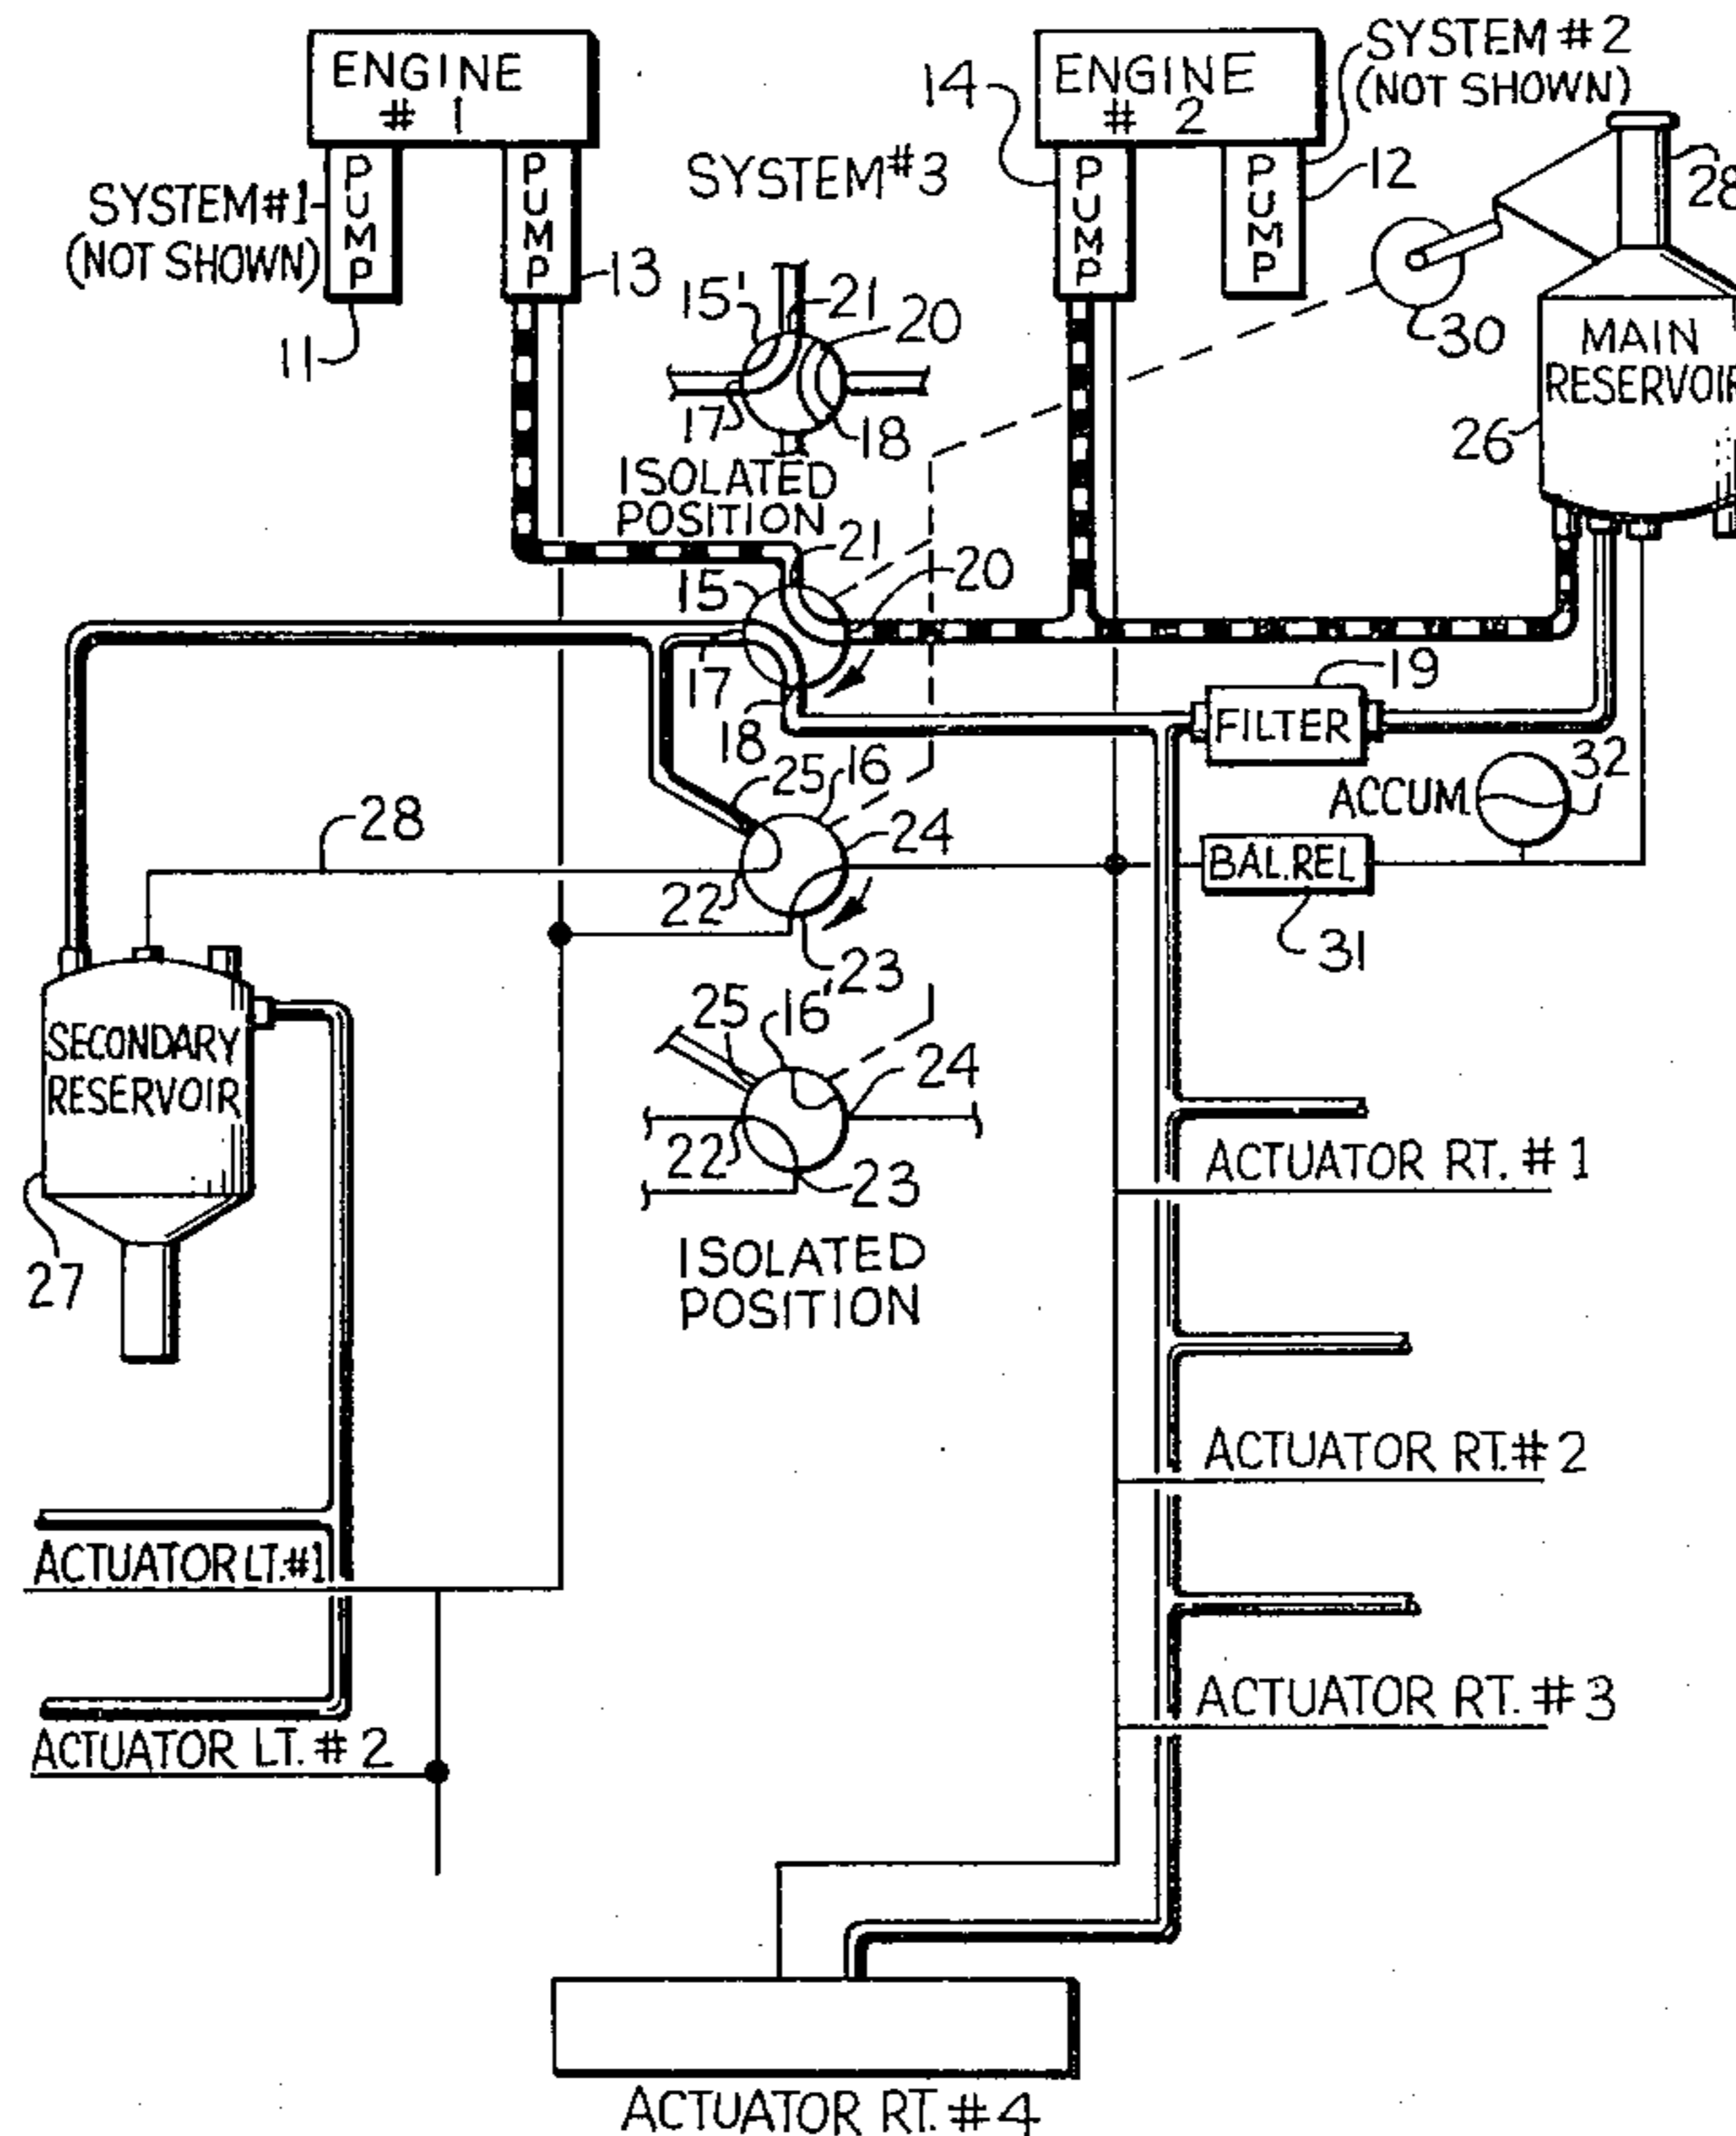 ENGINE
# 1
PUMP
PUMP
SYSTEM #1
(NOT SHOWN)
11
13
SYSTEM #3
14
ENGINE
# 2
PUMP
PUMP
SYSTEM #2
(NOT SHOWN)
12
28
30
MAIN
RESERVOIR
26
15'
21
20
17
18
ISOLATED
POSITION
21
15
20
17
18
19
FILTER
ACCUM.
32
25
16
24
28
22
BAL. REL
31
23
SECONDARY
RESERVOIR
27
25
16'
24
22
23
ISOLATED
POSITION
ACTUATOR RT. #1
ACTUATOR RT. #2
ACTUATOR LT. #1
ACTUATOR RT. #3
ACTUATOR LT. #2
ACTUATOR RT. #4